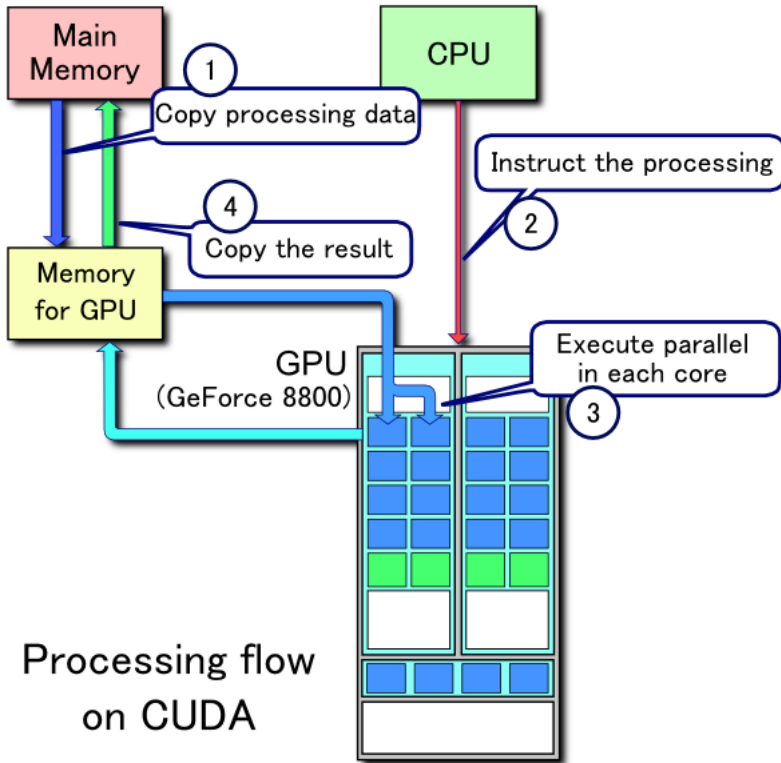 Main
Memory
CPU
1
Copy processing data
Instruct the processing
2
4
Copy the result
Memory
for GPU
GPU
(GeForce 8800)
Execute parallel
in each core
3
Processing flow
on CUDA